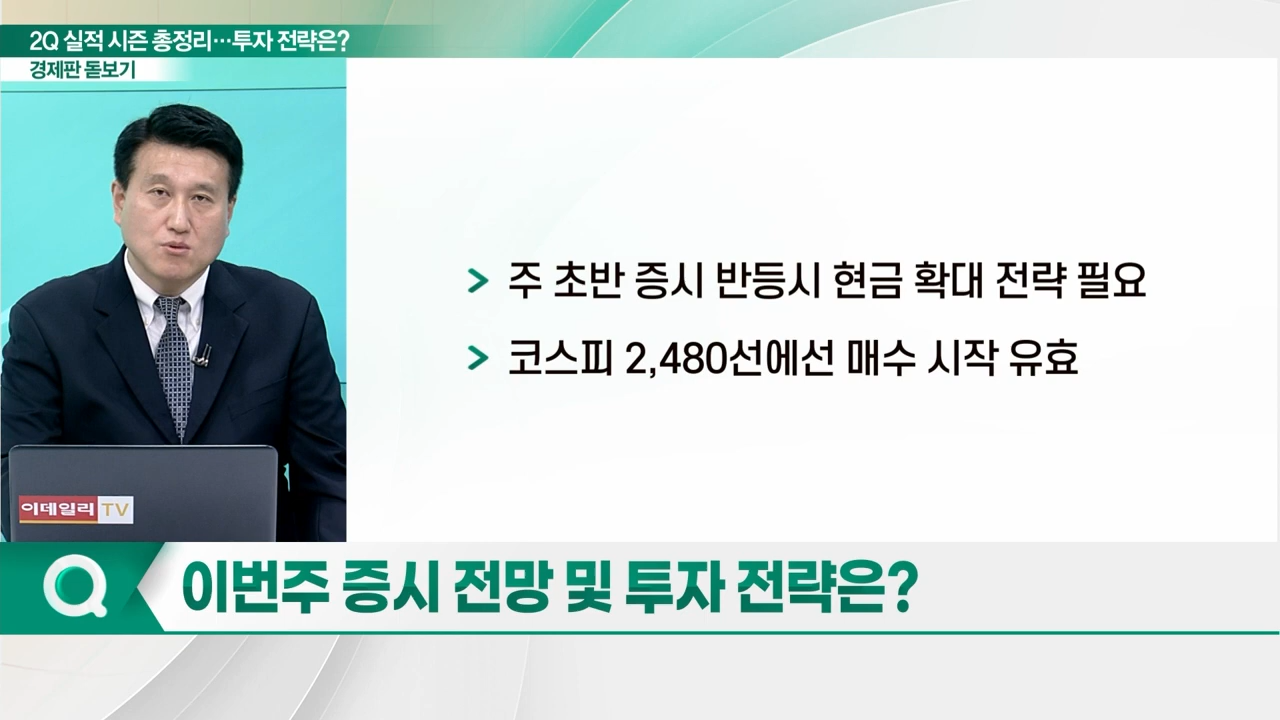 2Q 실적 시즌 총정리…투자 전략은?
경제판 돋보기
> 주 초반 증시 반등시 현금 확대 전략 필요
> 코스피 2,480선에선 매수 시작 유효
이데일리 TV
Q 이번주 증시 전망 및 투자 전략은?